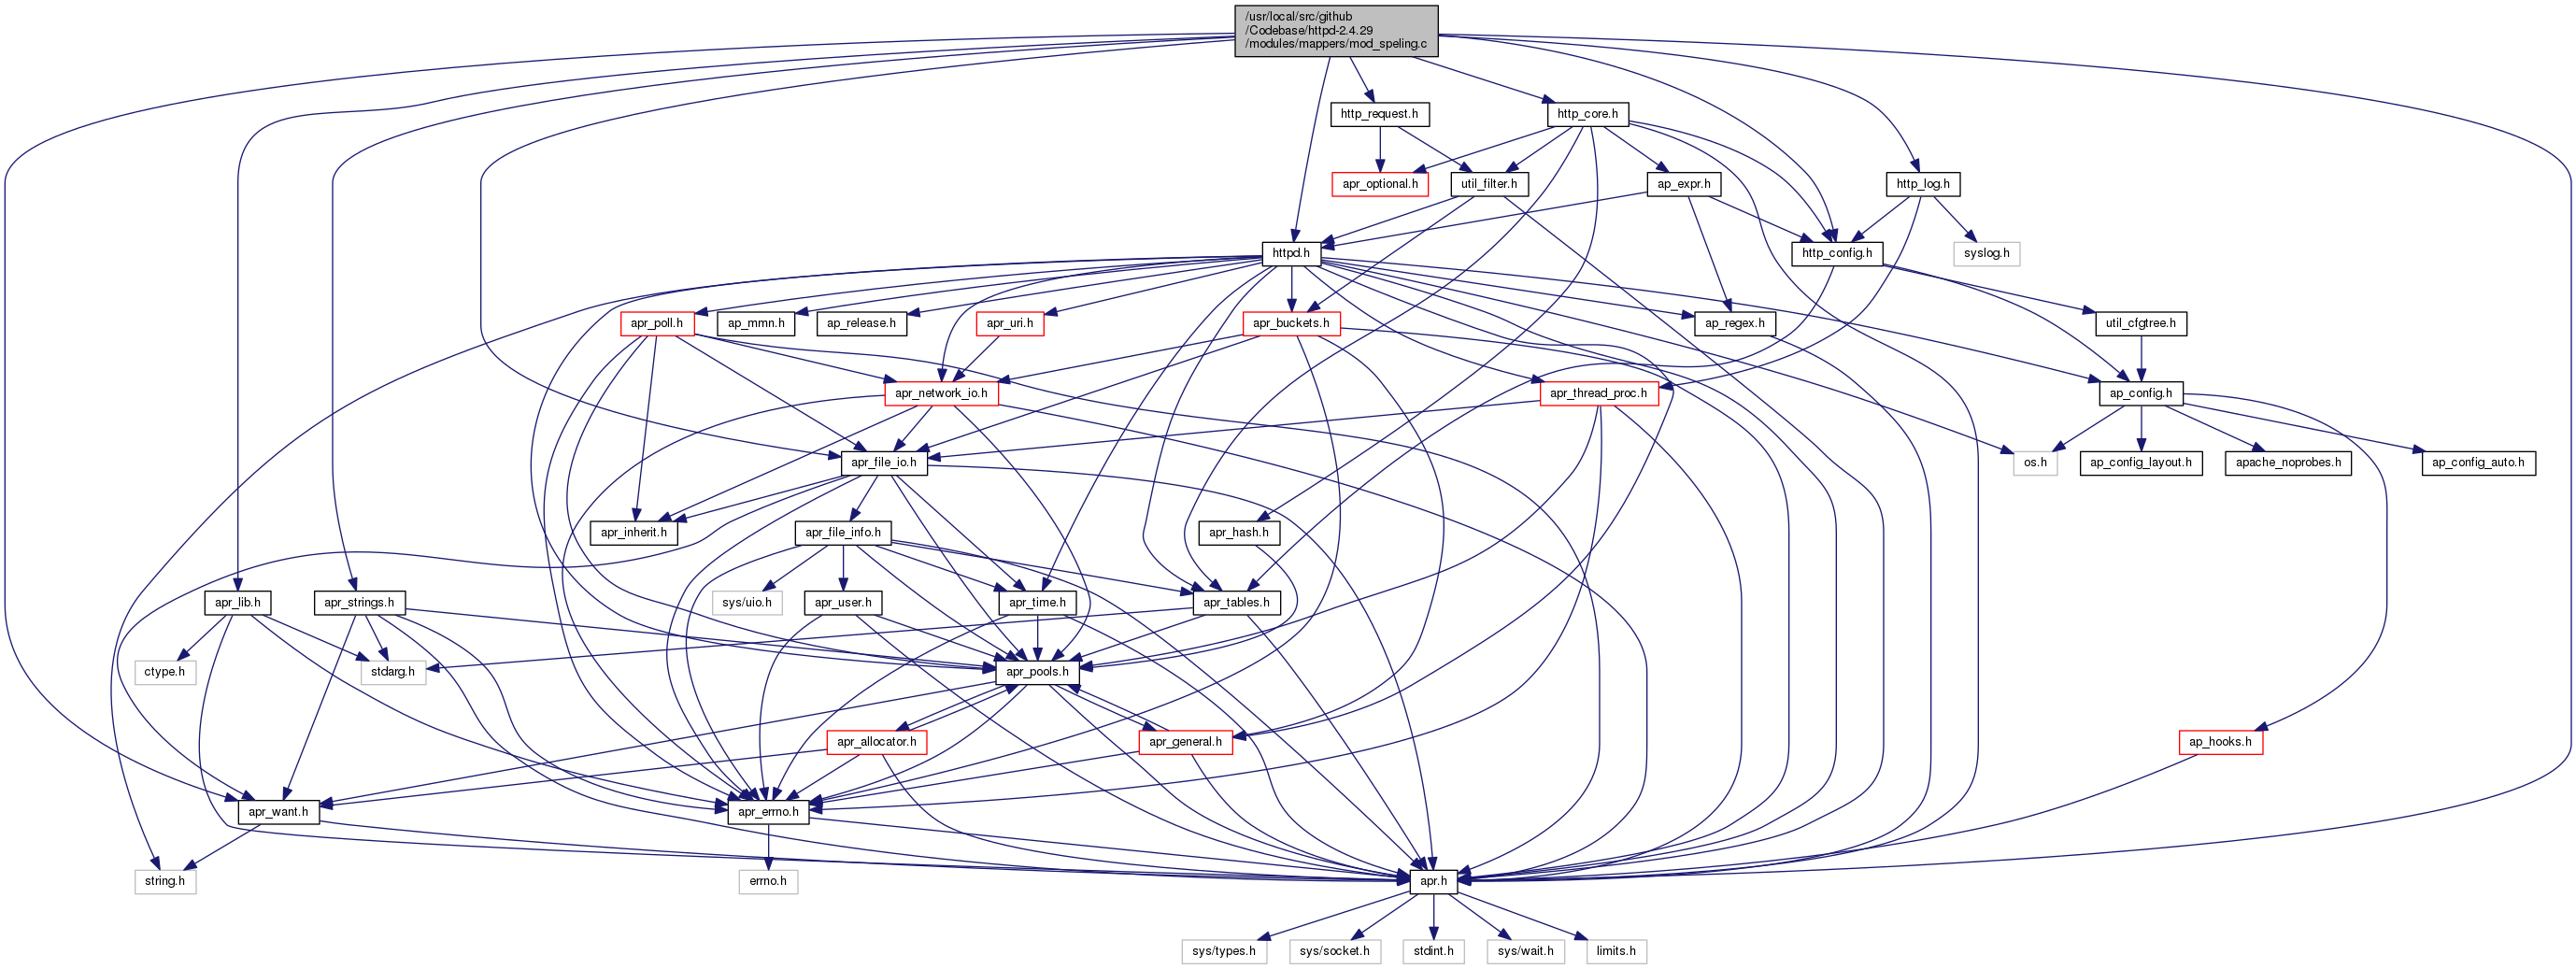 /usr/local/src/github
/Codebase/httpd-2.4.29
/modules/mappers/mod_speling.c
http_request.h
http_core.h
apr_optional.h
util_filter.h
ap_expr.h
http_log.h
httpd.h
http_config.h
syslog.h
apr_poll.h
ap_mmn.h
ap_release.h
apr_uri.h
apr_buckets.h
ap_regex.h
util_cfgtree.h
apr_network_io.h
apr_thread_proc.h
ap_config.h
apr_file_io.h
os.h
ap_config_layout.h
apache_noprobes.h
ap_config_auto.h
apr_inherit.h
apr_file_info.h
apr_hash.h
apr_lib.h
apr_strings.h
sys/uio.h
apr_user.h
apr_time.h
apr_tables.h
ctype.h
stdarg.h
apr_pools.h
apr_allocator.h
apr_general.h
ap_hooks.h
apr_want.h
apr_errno.h
string.h
errno.h
apr.h
sys/types.h
sys/socket.h
stdint.h
sys/wait.h
limits.h